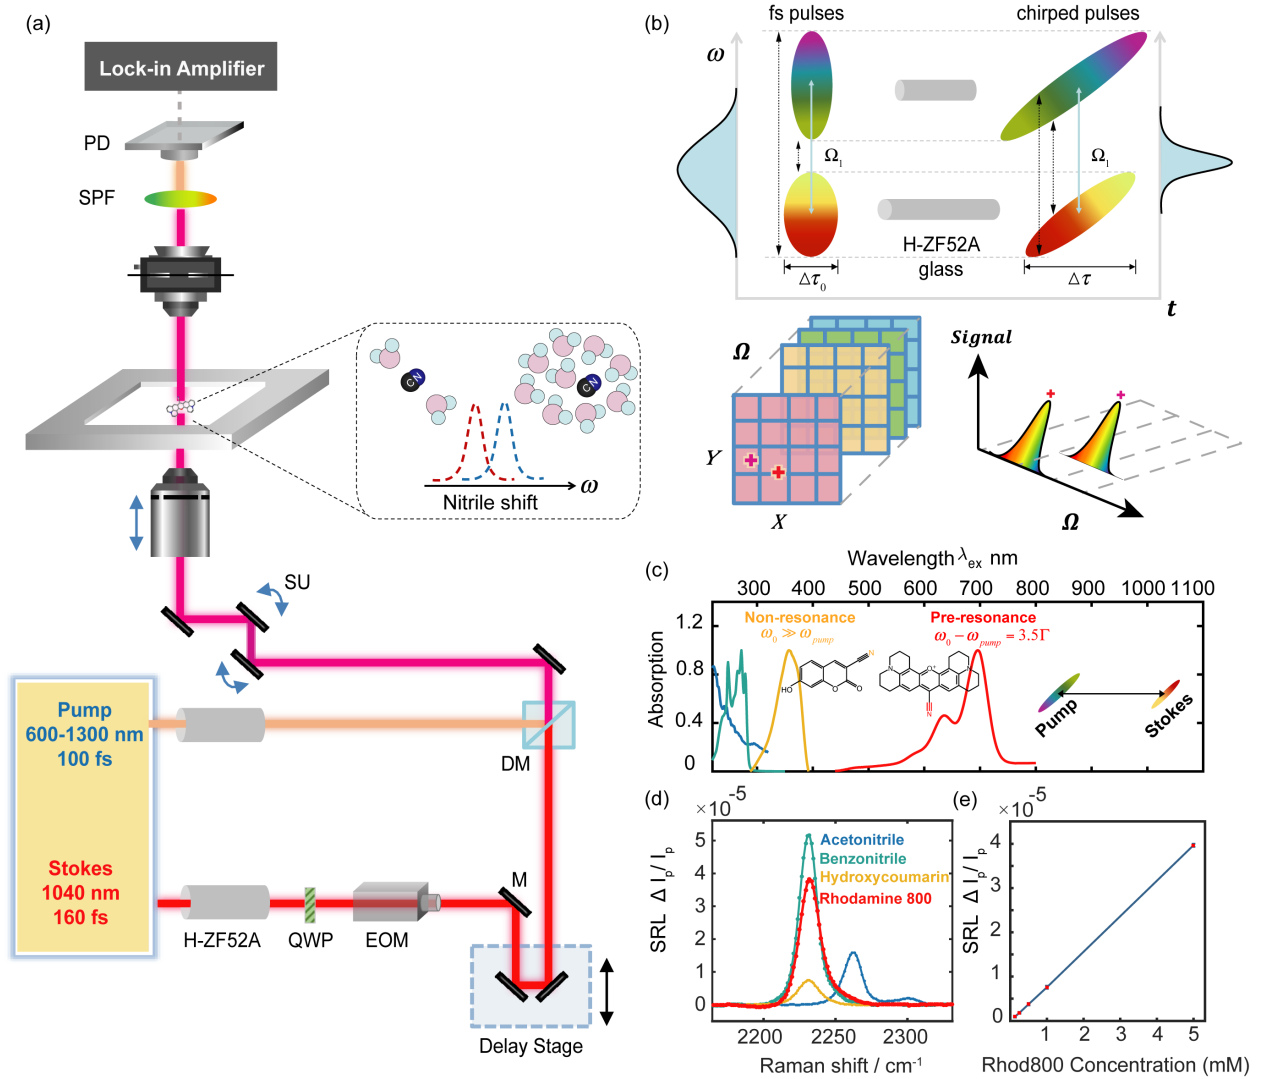 (a)
Lock-in Amplifier
PD
SPF
C N
C N
Nitrile shift
ω
SU
Pump
600-1300 nm
100 fs
DM
Stokes
1040 nm
160 fs
M
H-ZF52A
QWP
EOM
Delay Stage
(b)
fs pulses
chirped pulses
ω
Ω₁
Ω₁
H-ZF52A
glass
Δτ₀
Δτ
t
Ω
Y
X
Signal
Ω
(c)
Wavelength λex nm
300 400 500 600 700 800 900 1000 1100
Absorption
1.2
0.8
0.4
0
Non-resonance
ω₀ ≫ ωpump
HO
O
O
N
Pre-resonance
ω₀ − ωpump = 3.5Γ
N
O⁺
N
N
Pump
Stokes
(d)
×10⁻⁵
SRL Δ Ip / Ip
5
4
3
2
1
0
Acetonitrile
Benzonitrile
Hydroxycoumarin
Rhodamine 800
2200 2250 2300
Raman shift / cm⁻¹
(e)
×10⁻⁵
SRL Δ Ip / Ip
4
3
2
1
0
1 2 3 4 5
Rhod800 Concentration (mM)